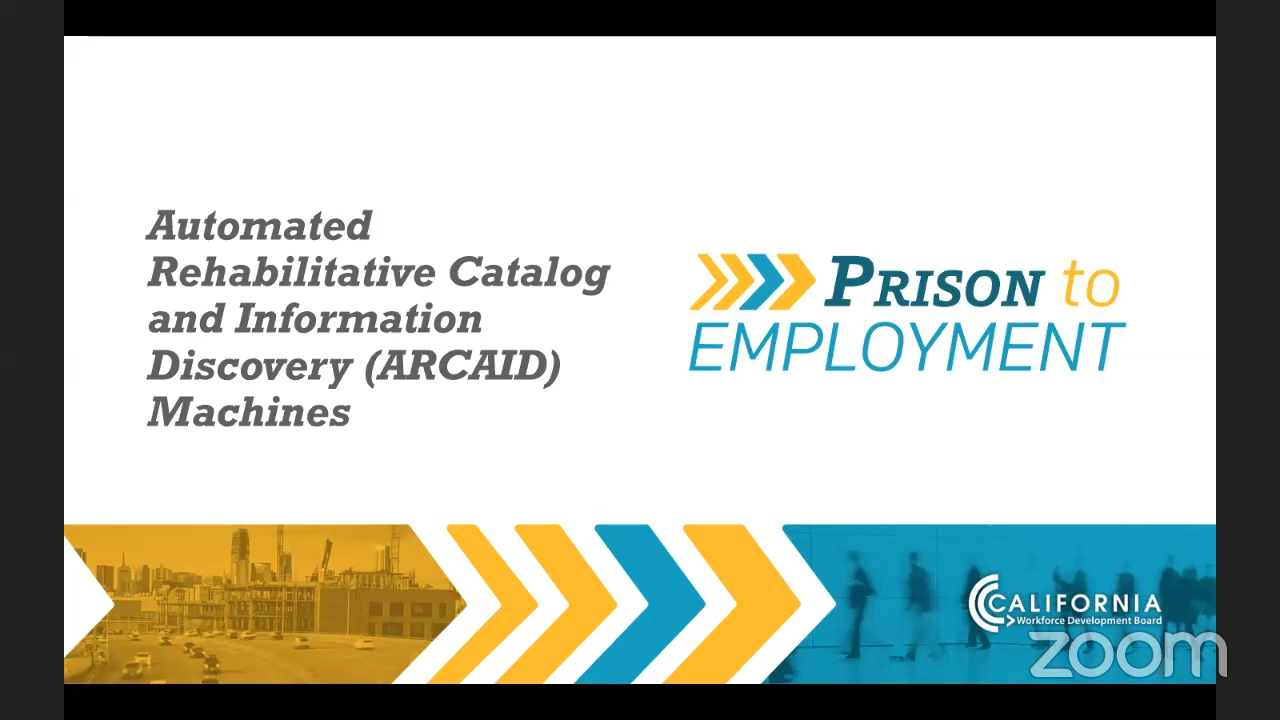 Automated
Rehabilitative Catalog
and Information
Discovery (ARCAID)
Machines
PRISON to
EMPLOYMENT
CALIFORNIA
Workforce Development Board
zoom